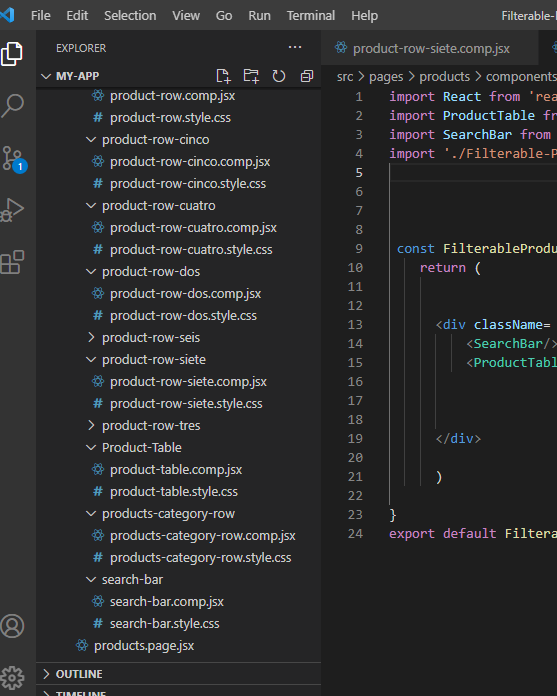 File Edit Selection View Go Run Terminal Help Filterable-
EXPLORER ···
product-row-siete.comp.jsx
MY-APP
src > pages > products > components
product-row.comp.jsx
# product-row.style.css
product-row-cinco
product-row-cinco.comp.jsx
# product-row-cinco.style.css
product-row-cuatro
product-row-cuatro.comp.jsx
# product-row-cuatro.style.css
product-row-dos
product-row-dos.comp.jsx
# product-row-dos.style.css
product-row-seis
product-row-siete
product-row-siete.comp.jsx
# product-row-siete.style.css
product-row-tres
Product-Table
product-table.comp.jsx
# product-table.style.css
products-category-row
products-category-row.comp.jsx
# products-category-row.style.css
search-bar
search-bar.comp.jsx
# search-bar.style.css
products.page.jsx
OUTLINE
TIMELINE
1
1 import React from 'rea
2 import ProductTable fr
3 import SearchBar from
4 import './Filterable-P
5
6
7
8
9 const FilterableProdu
10 return (
11
12
13 <div className=
14 <SearchBar/>
15 <ProductTabl
16
17
18
19 </div>
20
21 )
22
23 }
24 export default Filtera